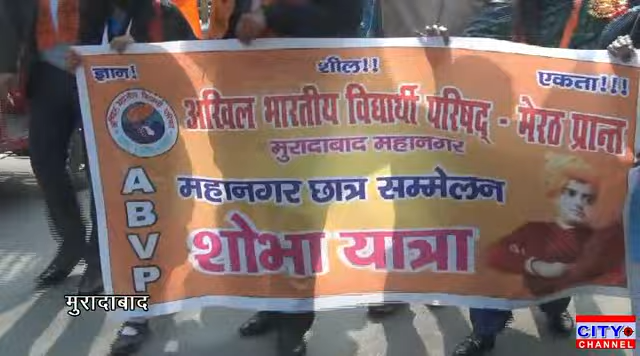 ज्ञान! शील!! एकता!!!
अखिल भारतीय विद्यार्थी परिषद् - मेरठ प्रान्त
मुरादाबाद महानगर
महानगर छात्र सम्मेलन
शोभा यात्रा
ABVP
मुरादाबाद
CITY
CHANNEL